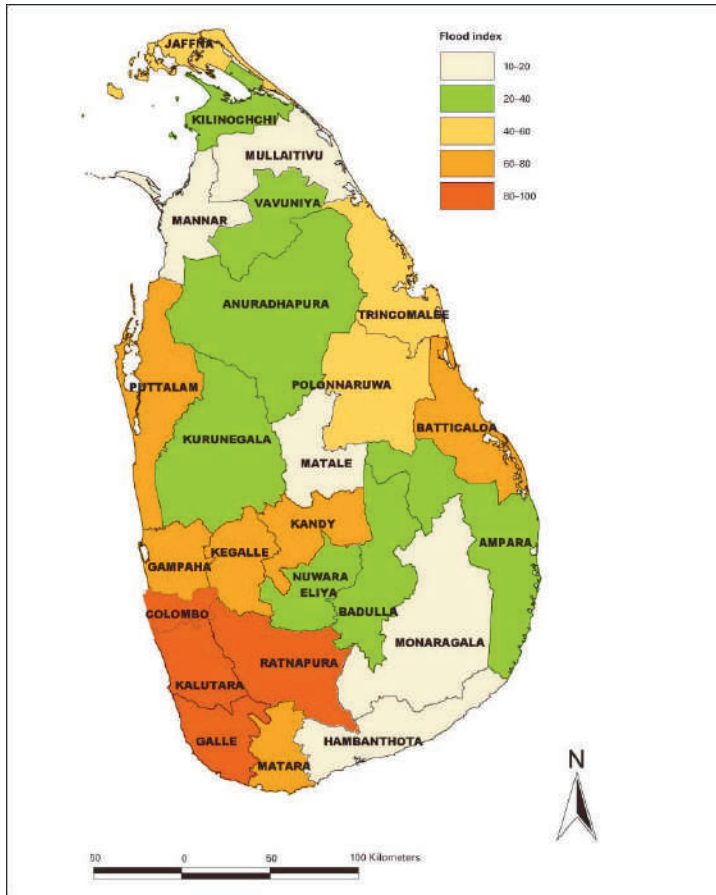 Flood index
10–20
20–40
40–60
60–80
80–100
JAFFNA
KILINOCHCHI
MULLAITIVU
VAVUNIYA
MANNAR
ANURADHAPURA
TRINCOMALEE
PUTTALAM
POLONNARUWA
BATTICALOA
KURUNEGALA
MATALE
KANDY
AMPARA
KEGALLE
GAMPAHA
NUWARA
ELIYA
COLOMBO
BADULLA
MONARAGALA
RATNAPURA
KALUTARA
GALLE
HAMBANTHOTA
MATARA
N
50 0 50 100 Kilometers